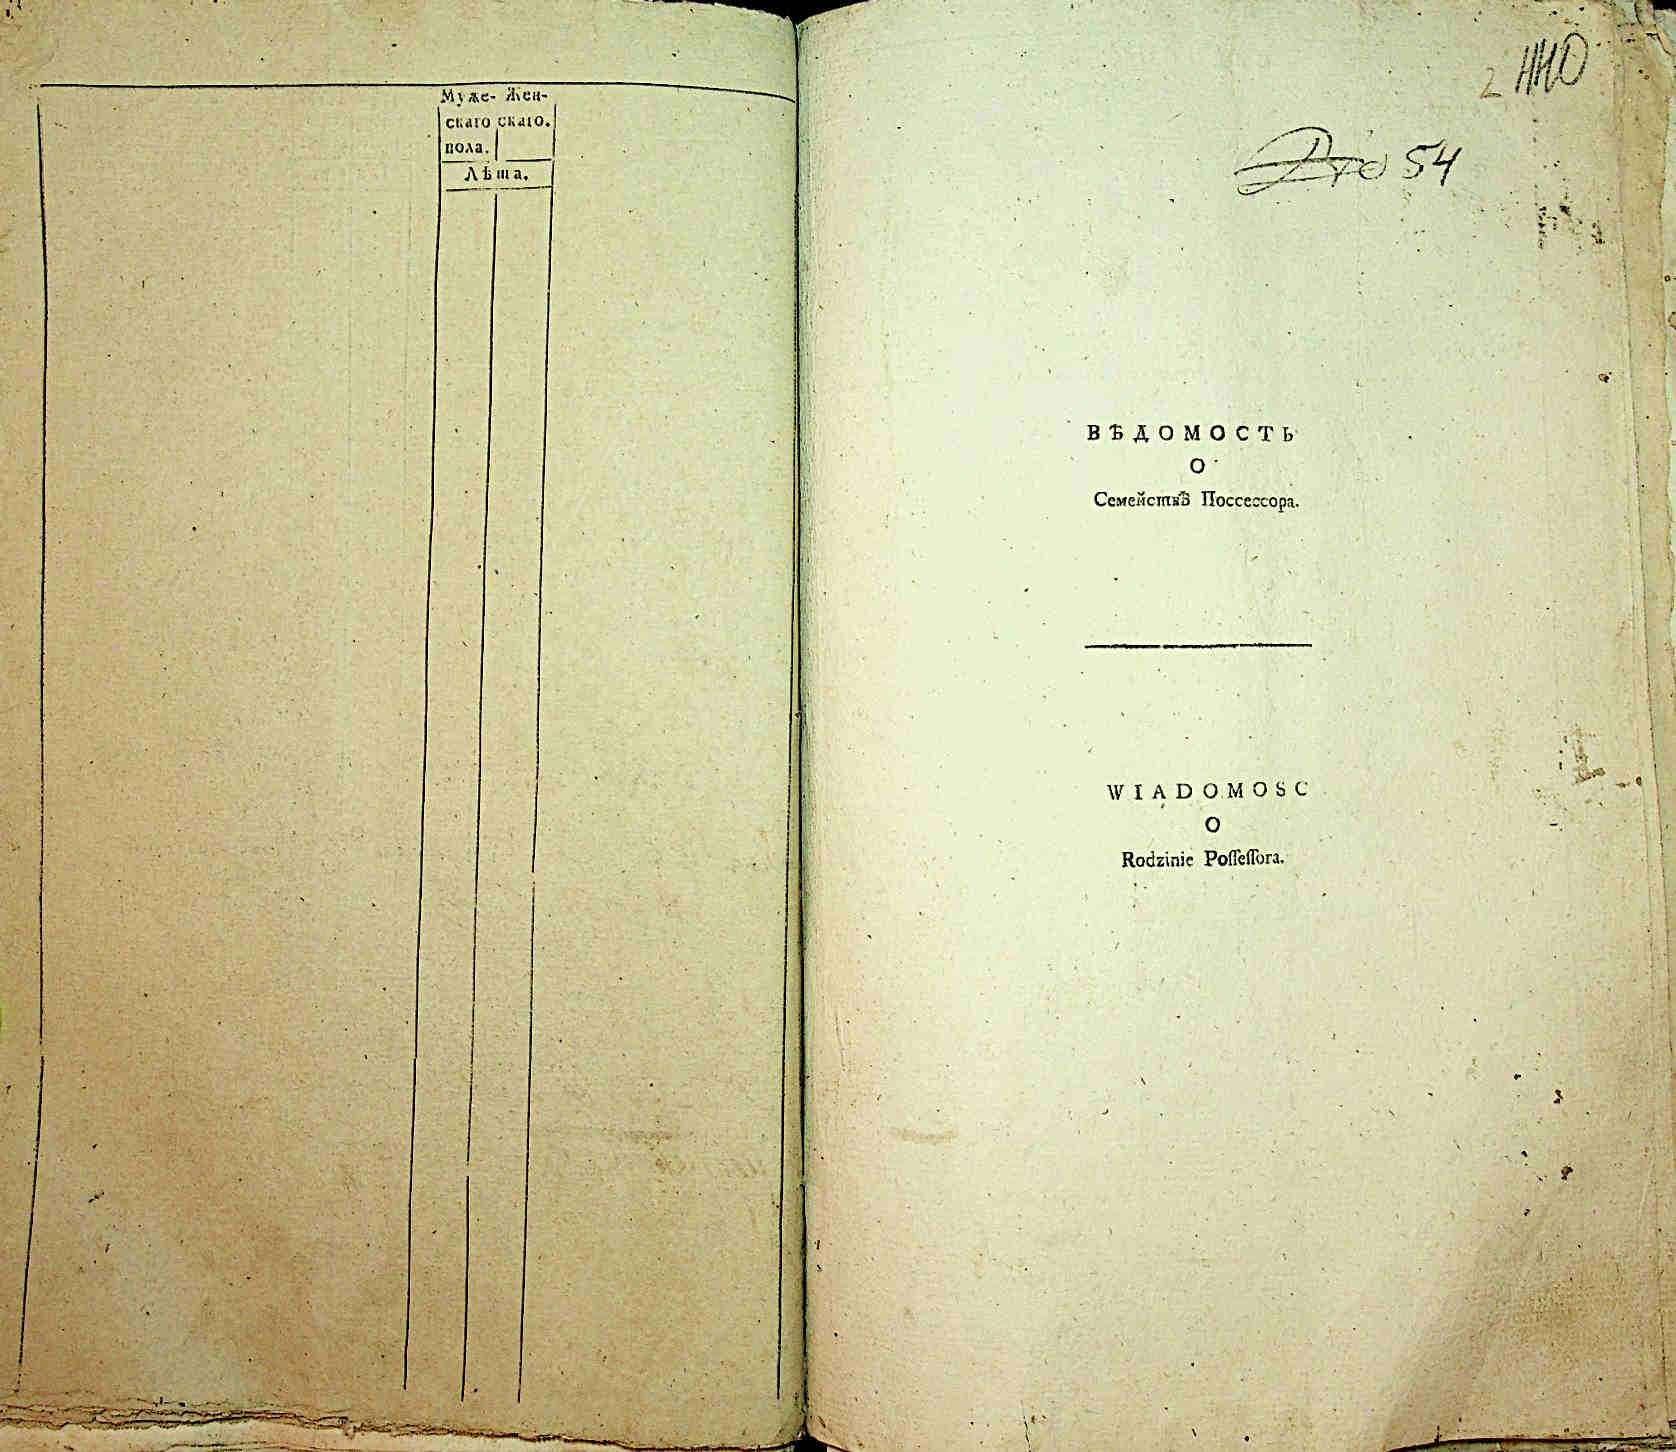 Муже- Жен-
скаго скаго.
пола.
Лѣта.
54
ВѢДОМОСТЬ
О
Семействѣ Поссессора.
WIADOMOSC
O
Rodzinie Poſſeſſora.